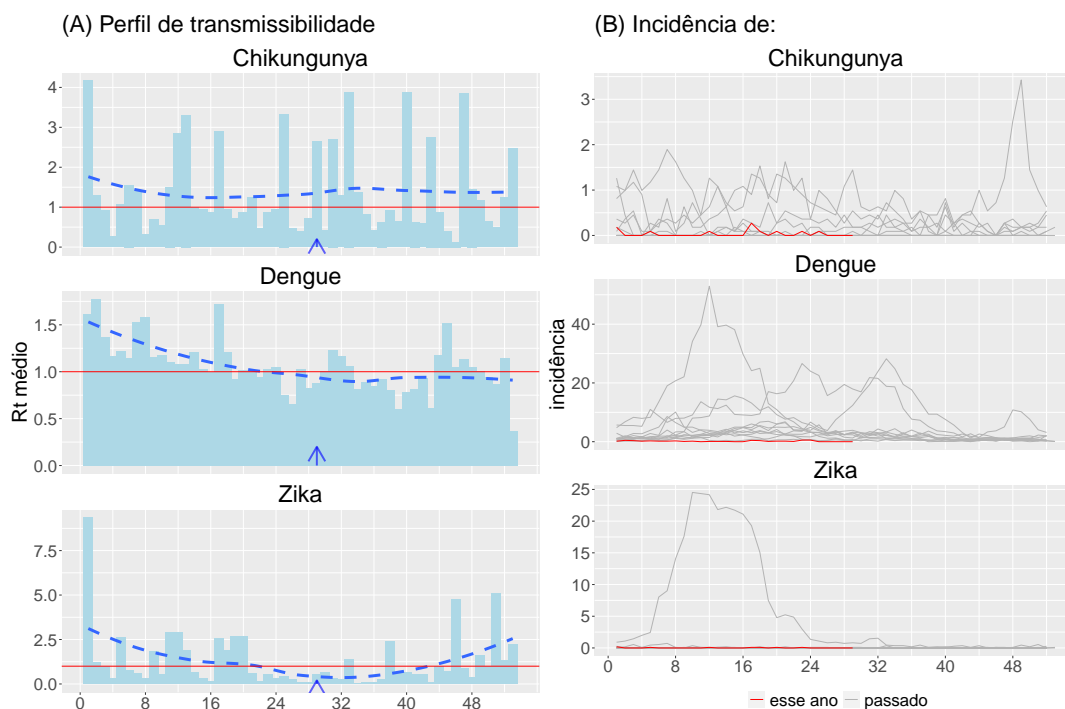 (A) Perfil de transmissibilidade
Chikungunya
4
3
2
1
0
Dengue
1.5
1.0
0.5
0.0
Rt médio
Zika
7.5
5.0
2.5
0.0
0 8 16 24 32 40 48
(B) Incidência de:
Chikungunya
3
2
1
0
Dengue
40
20
0
incidência
Zika
25
20
15
10
5
0
0 8 16 24 32 40 48
esse ano passado